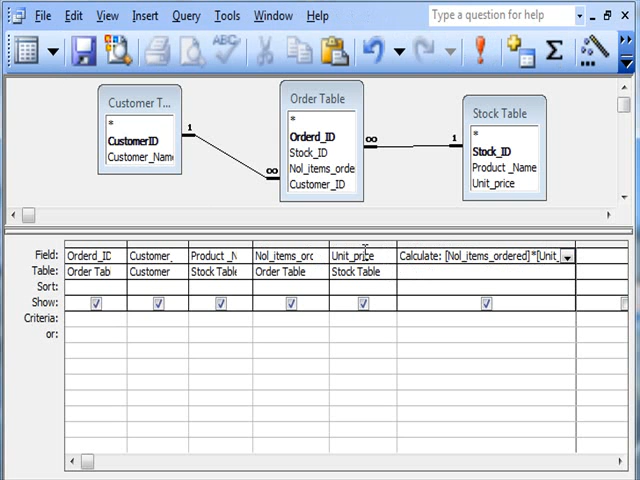 File Edit View Insert Query Tools Window Help Type a question for help
Customer T... Order Table Stock Table
* * *
CustomerID Orderd_ID Stock_ID
Customer_Name Stock_ID Product _Name
Nol_items_orde Unit_price
Customer_ID
1 ∞ ∞ 1
Field: Orderd_ID Customer_ Product _N Nol_items_orc Unit_price Calculate: [Nol_items_ordered]*[Unit_
Table: Order Tab Customer Stock Table Order Table Stock Table
Sort:
Show:
Criteria:
or: